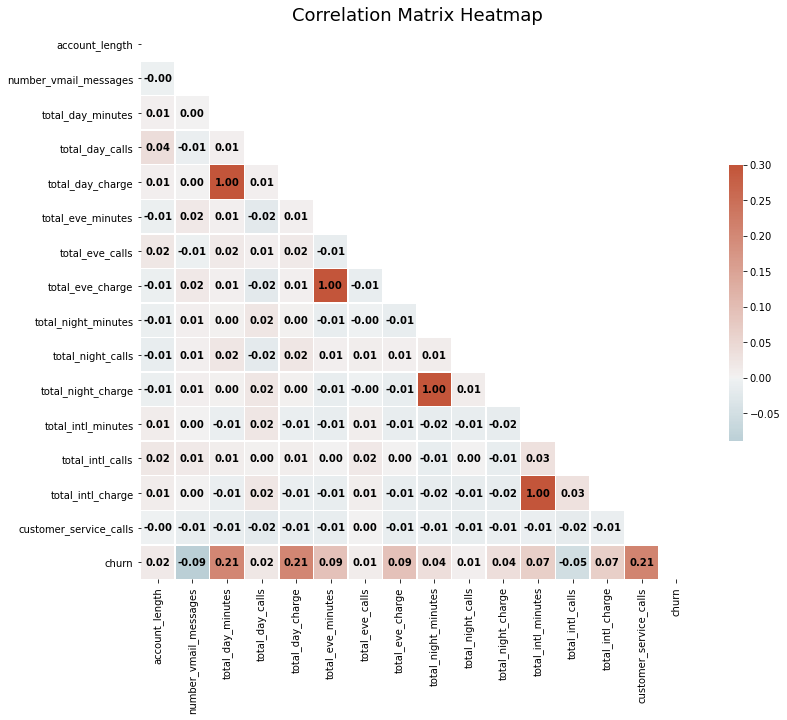 Correlation Matrix Heatmap
account_length
number_vmail_messages -0.00
total_day_minutes 0.01 0.00
total_day_calls 0.04 -0.01 0.01
total_day_charge 0.01 0.00 1.00 0.01
total_eve_minutes -0.01 0.02 0.01 -0.02 0.01
total_eve_calls 0.02 -0.01 0.02 0.01 0.02 -0.01
total_eve_charge -0.01 0.02 0.01 -0.02 0.01 1.00 -0.01
total_night_minutes -0.01 0.01 0.00 0.02 0.00 -0.01 -0.00 -0.01
total_night_calls -0.01 0.01 0.02 -0.02 0.02 0.01 0.01 0.01 0.01
total_night_charge -0.01 0.01 0.00 0.02 0.00 -0.01 -0.00 -0.01 1.00 0.01
total_intl_minutes 0.01 0.00 -0.01 0.02 -0.01 -0.01 0.01 -0.01 -0.02 -0.01 -0.02
total_intl_calls 0.02 0.01 0.01 0.00 0.01 0.00 0.02 0.00 -0.01 0.00 -0.01 0.03
total_intl_charge 0.01 0.00 -0.01 0.02 -0.01 -0.01 0.01 -0.01 -0.02 -0.01 -0.02 1.00 0.03
customer_service_calls -0.00 -0.01 -0.01 -0.02 -0.01 -0.01 0.00 -0.01 -0.01 -0.01 -0.01 -0.01 -0.02 -0.01
churn 0.02 -0.09 0.21 0.02 0.21 0.09 0.01 0.09 0.04 0.01 0.04 0.07 -0.05 0.07 0.21
account_length
number_vmail_messages
total_day_minutes
total_day_calls
total_day_charge
total_eve_minutes
total_eve_calls
total_eve_charge
total_night_minutes
total_night_calls
total_night_charge
total_intl_minutes
total_intl_calls
total_intl_charge
customer_service_calls
churn
0.30
0.25
0.20
0.15
0.10
0.05
0.00
−0.05